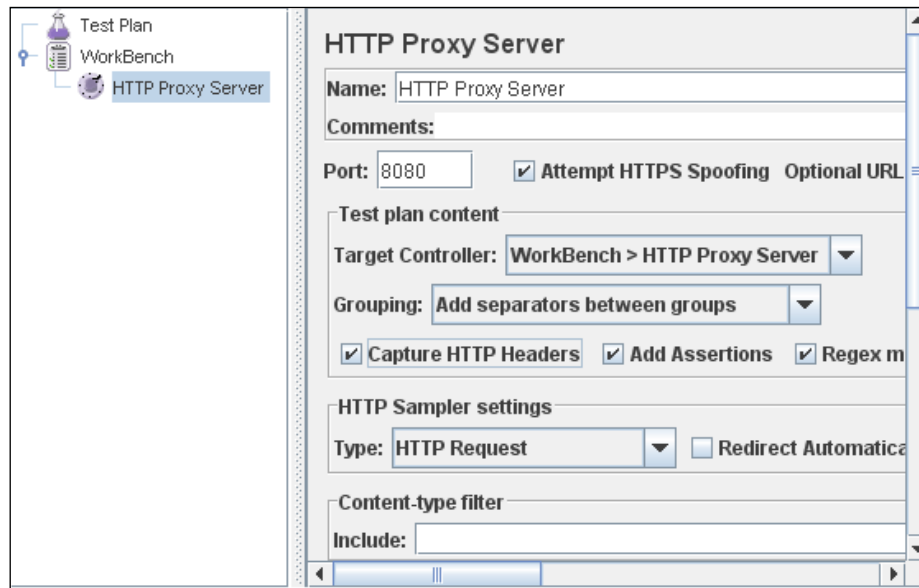 Test Plan
WorkBench
HTTP Proxy Server
HTTP Proxy Server
Name: HTTP Proxy Server
Comments:
Port: 8080 Attempt HTTPS Spoofing Optional URL
Test plan content
Target Controller: WorkBench > HTTP Proxy Server
Grouping: Add separators between groups
Capture HTTP Headers Add Assertions Regex m
HTTP Sampler settings
Type: HTTP Request Redirect Automatica
Content-type filter
Include: